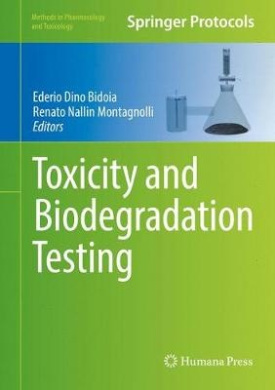 Methods in Pharmacology
and Toxicology
Springer Protocols
Ederio Dino Bidoia
Renato Nallin Montagnolli
Editors
Toxicity and
Biodegradation
Testing
Humana Press